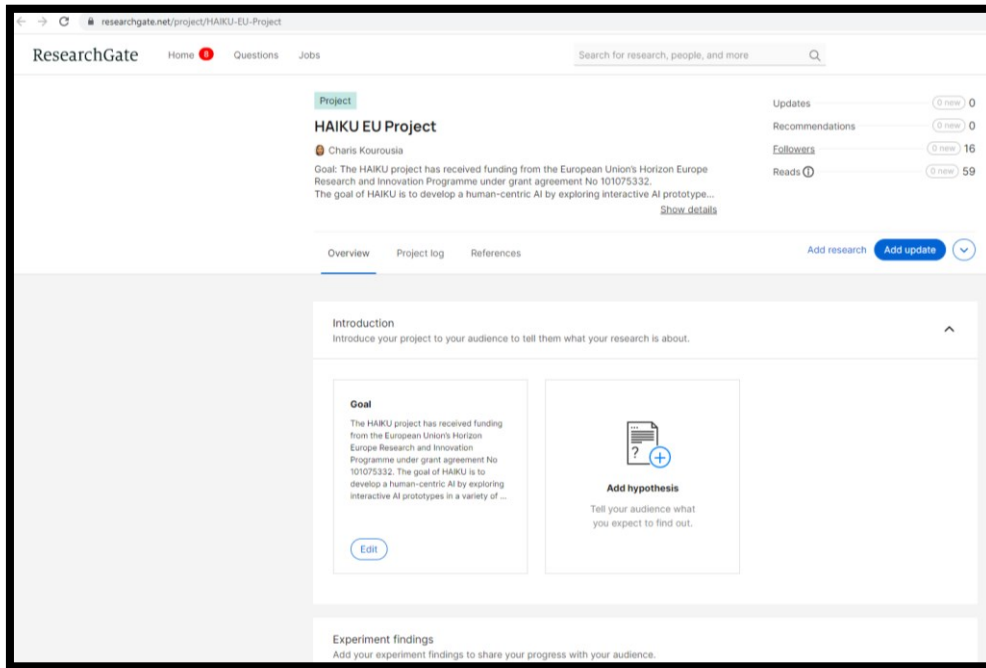 researchgate.net/project/HAIKU-EU-Project
ResearchGate Home 8 Questions Jobs Search for research, people, and more
Project
HAIKU EU Project
Charis Kourousia
Goal: The HAIKU project has received funding from the European Union's Horizon Europe
Research and Innovation Programme under grant agreement No 101075332.
The goal of HAIKU is to develop a human-centric AI by exploring interactive AI prototype...
Show details
Updates 0 new 0
Recommendations 0 new 0
Followers 0 new 16
Reads 0 new 59
Overview Project log References
Add research Add update
Introduction
Introduce your project to your audience to tell them what your research is about.
Goal
The HAIKU project has received funding
from the European Union's Horizon
Europe Research and Innovation
Programme under grant agreement No
101075332. The goal of HAIKU is to
develop a human-centric AI by exploring
interactive AI prototypes in a variety of ...
Edit
?
Add hypothesis
Tell your audience what
you expect to find out.
Experiment findings
Add your experiment findings to share your progress with your audience.